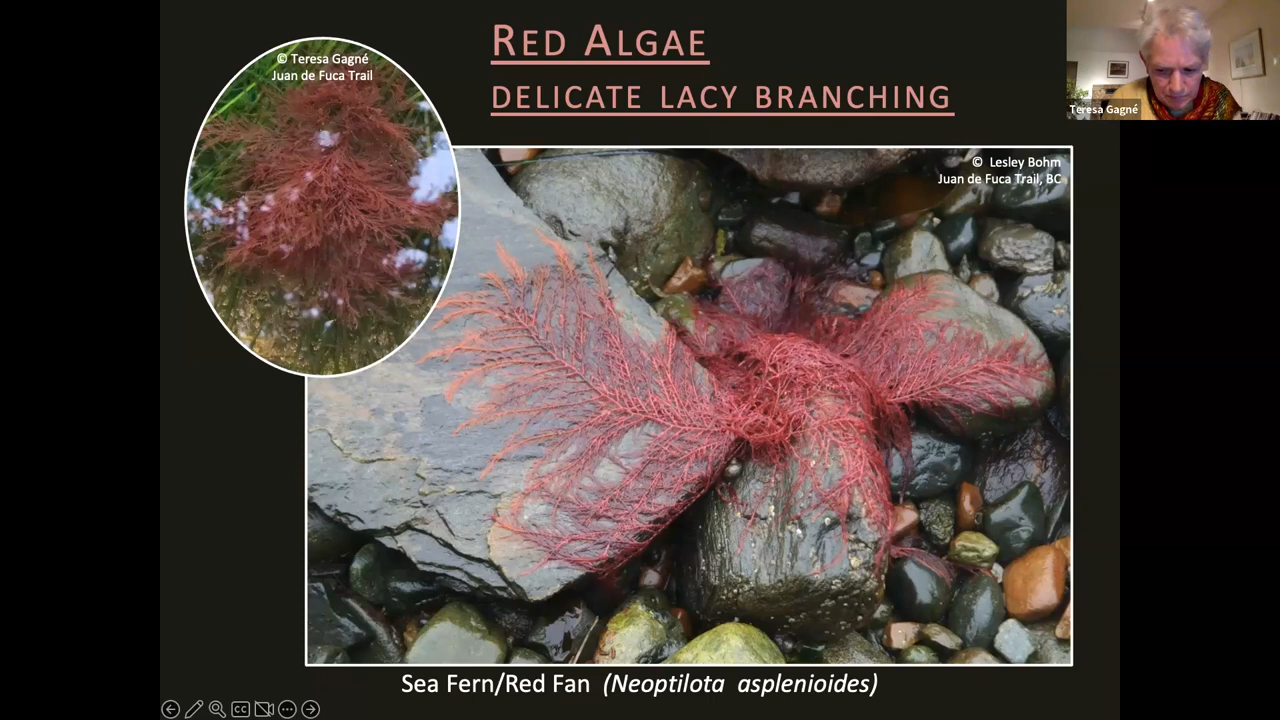 RED ALGAE
DELICATE LACY BRANCHING
© Teresa Gagné
Juan de Fuca Trail
Teresa Gagné
© Lesley Bohm
Juan de Fuca Trail, BC
Sea Fern/Red Fan (Neoptilota asplenioides)
CC